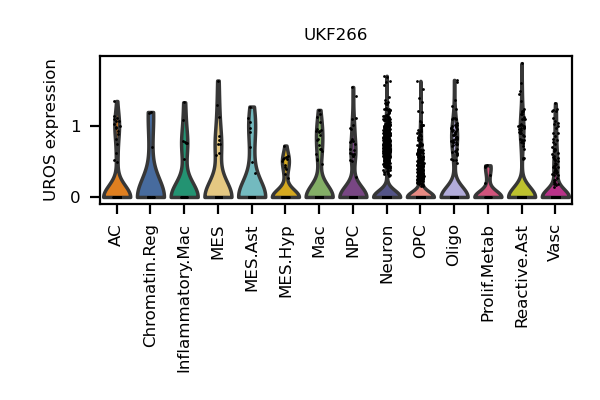 UKF266
UROS expression
1
0
AC
Chromatin.Reg
Inflammatory.Mac
MES
MES.Ast
MES.Hyp
Mac
NPC
Neuron
OPC
Oligo
Prolif.Metab
Reactive.Ast
Vasc